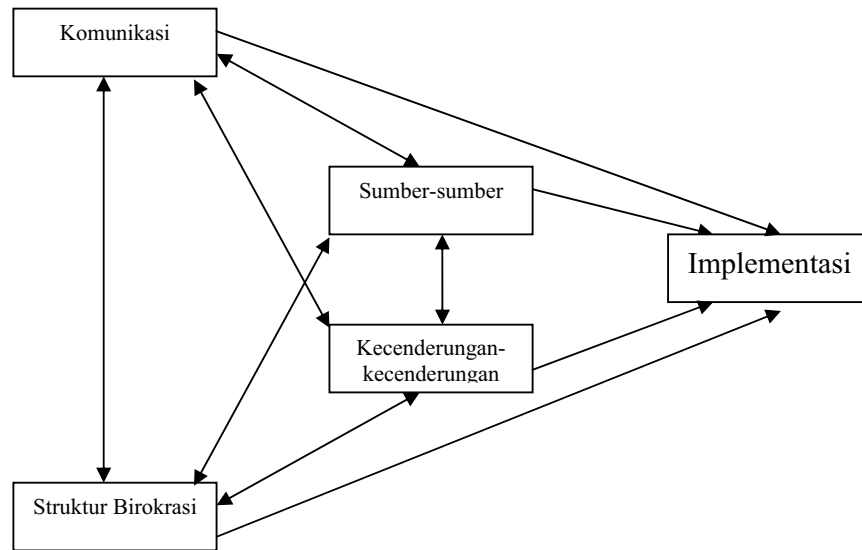 Komunikasi
Sumber-sumber
Implementasi
Kecenderungan-
kecenderungan
Struktur Birokrasi